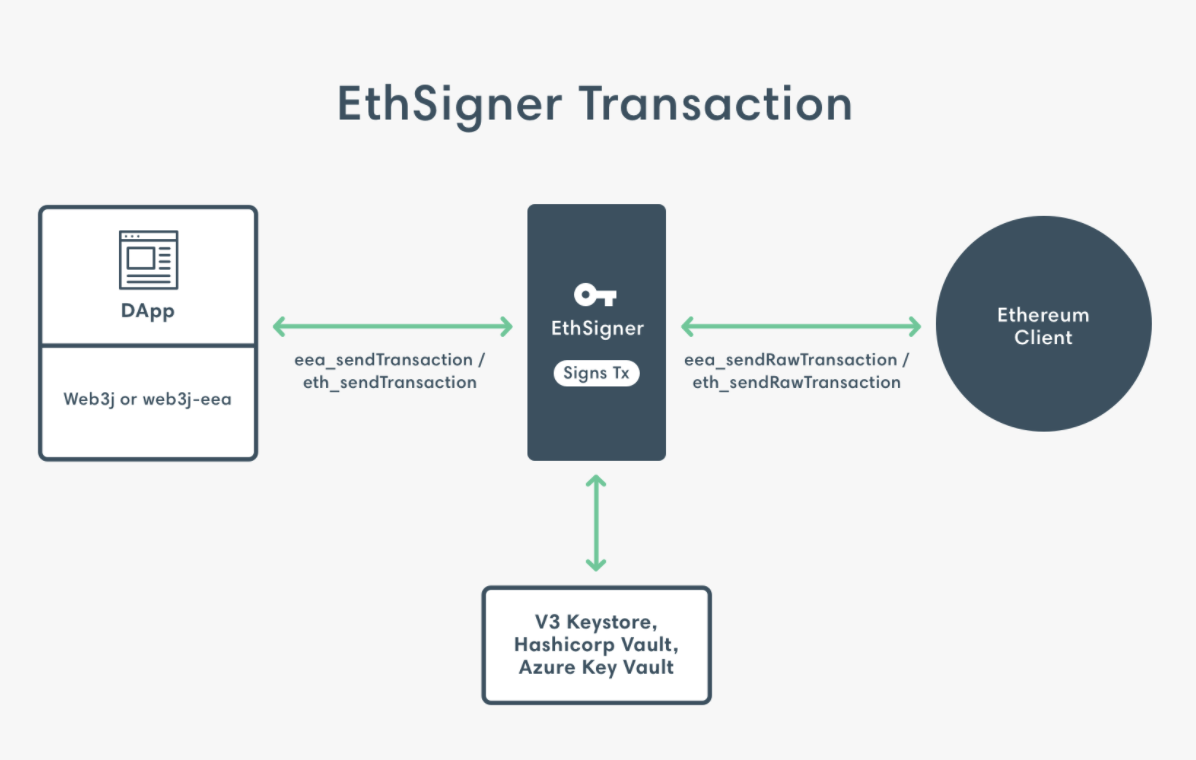 EthSigner Transaction
DApp
Web3j or web3j-eea
eea_sendTransaction /
eth_sendTransaction
EthSigner
Signs Tx
eea_sendRawTransaction /
eth_sendRawTransaction
Ethereum
Client
V3 Keystore,
Hashicorp Vault,
Azure Key Vault